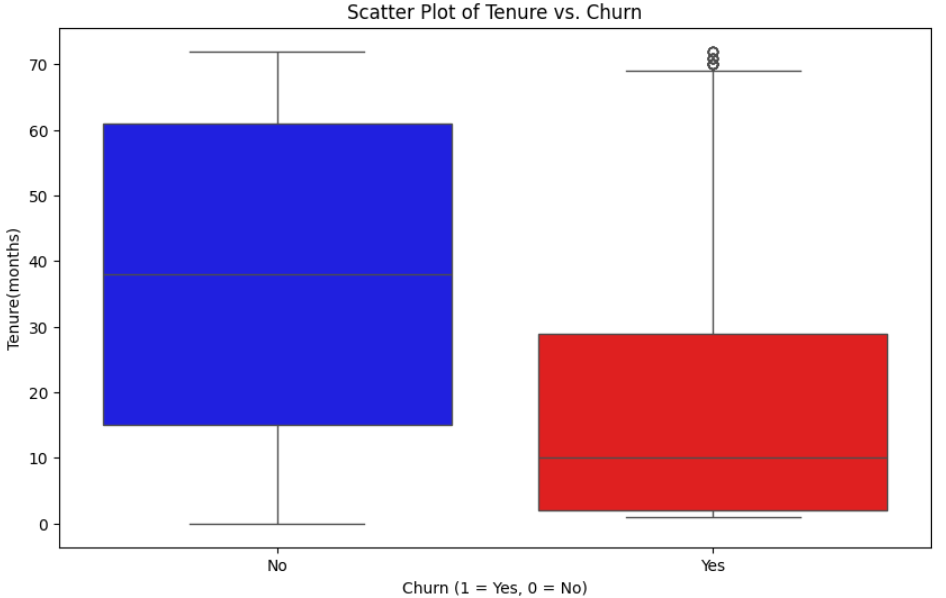 Scatter Plot of Tenure vs. Churn
Tenure(months)
70
60
50
40
30
20
10
0
No
Yes
Churn (1 = Yes, 0 = No)